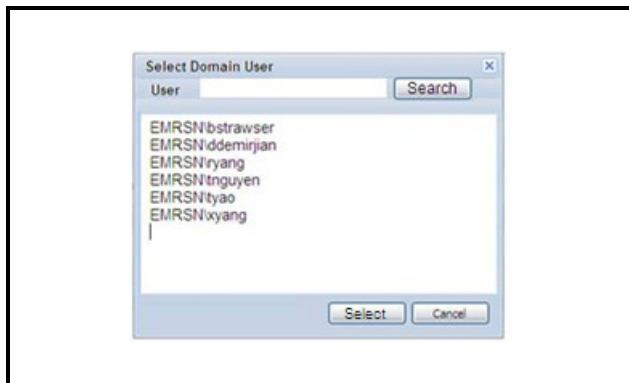 Select Domain User
User Search
EMRSN\bstrawser
EMRSN\ddemirjian
EMRSN\ryang
EMRSN\tnguyen
EMRSN\tyao
EMRSN\xyang
Select Cancel